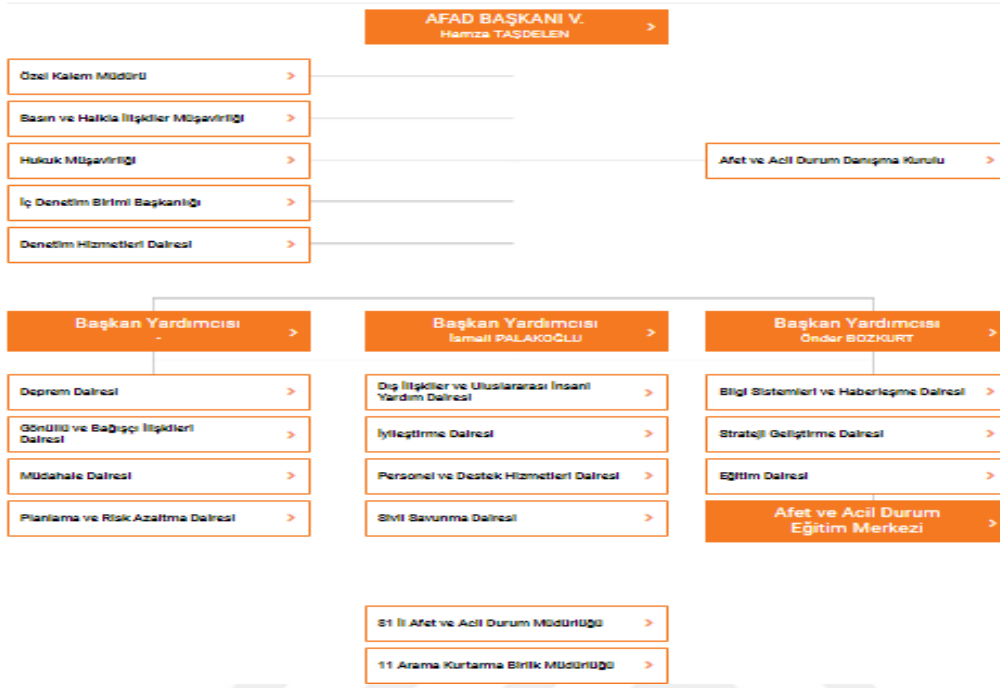 AFAD BAŞKANI V.
Hamza TAŞDELEN
Özel Kalem Müdürü
Basın ve Halkla İlişkiler Müşavirliği
Hukuk Müşavirliği
Afet ve Acil Durum Danışma Kurulu
İç Denetim Birimi Başkanlığı
Denetim Hizmetleri Dairesi
Başkan Yardımcısı
-
Başkan Yardımcısı
İsmail PALAKOĞLU
Başkan Yardımcısı
Önder BOZKURT
Deprem Dairesi
Gönüllü ve Bağışçı İlişkileri
Dairesi
Müdahale Dairesi
Planlama ve Risk Azaltma Dairesi
Dış İlişkiler ve Uluslararası İnsani
Yardım Dairesi
İyileştirme Dairesi
Personel ve Destek Hizmetleri Dairesi
Sivil Savunma Dairesi
Bilgi Sistemleri ve Haberleşme Dairesi
Strateji Geliştirme Dairesi
Eğitim Dairesi
Afet ve Acil Durum
Eğitim Merkezi
81 İl Afet ve Acil Durum Müdürlüğü
11 Arama Kurtarma Birlik Müdürlüğü